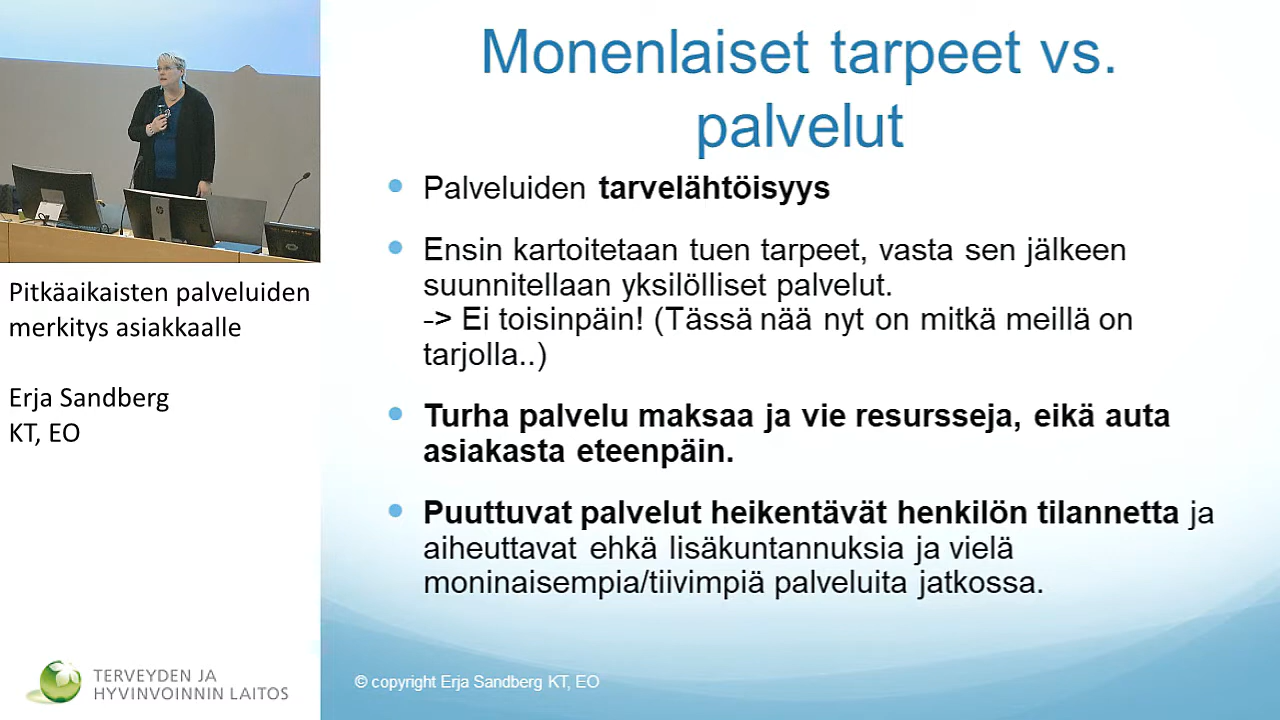 Monenlaiset tarpeet vs.
palvelut
Palveluiden tarvelähtöisyys
Ensin kartoitetaan tuen tarpeet, vasta sen jälkeen
suunnitellaan yksilölliset palvelut.
-> Ei toisinpäin! (Tässä nää nyt on mitkä meillä on
tarjolla..)
Turha palvelu maksaa ja vie resursseja, eikä auta
asiakasta eteenpäin.
Puuttuvat palvelut heikentävät henkilön tilannetta ja
aiheuttavat ehkä lisäkuntannuksia ja vielä
moninaisempia/tiivimpiä palveluita jatkossa.
© copyright Erja Sandberg KT, EO
Pitkäaikaisten palveluiden
merkitys asiakkaalle
Erja Sandberg
KT, EO
TERVEYDEN JA
HYVINVOINNIN LAITOS